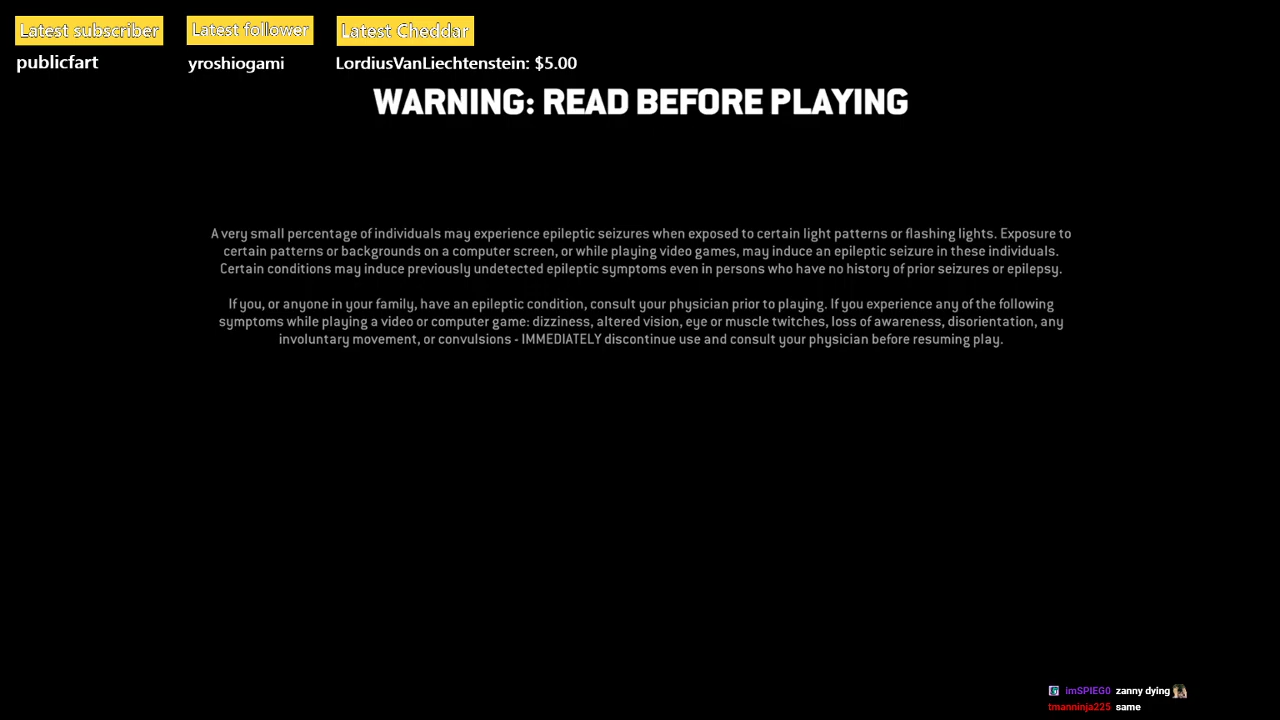 Latest subscriber
Latest follower
Latest Cheddar
publicfart
yroshiogami
LordiusVanLiechtenstein: $5.00
WARNING: READ BEFORE PLAYING
A very small percentage of individuals may experience epileptic seizures when exposed to certain light patterns or flashing lights. Exposure to
certain patterns or backgrounds on a computer screen, or while playing video games, may induce an epileptic seizure in these individuals.
Certain conditions may induce previously undetected epileptic symptoms even in persons who have no history of prior seizures or epilepsy.
If you, or anyone in your family, have an epileptic condition, consult your physician prior to playing. If you experience any of the following
symptoms while playing a video or computer game: dizziness, altered vision, eye or muscle twitches, loss of awareness, disorientation, any
involuntary movement, or convulsions - IMMEDIATELY discontinue use and consult your physician before resuming play.
imSPIEG0 zanny dying
tmanninja225 same